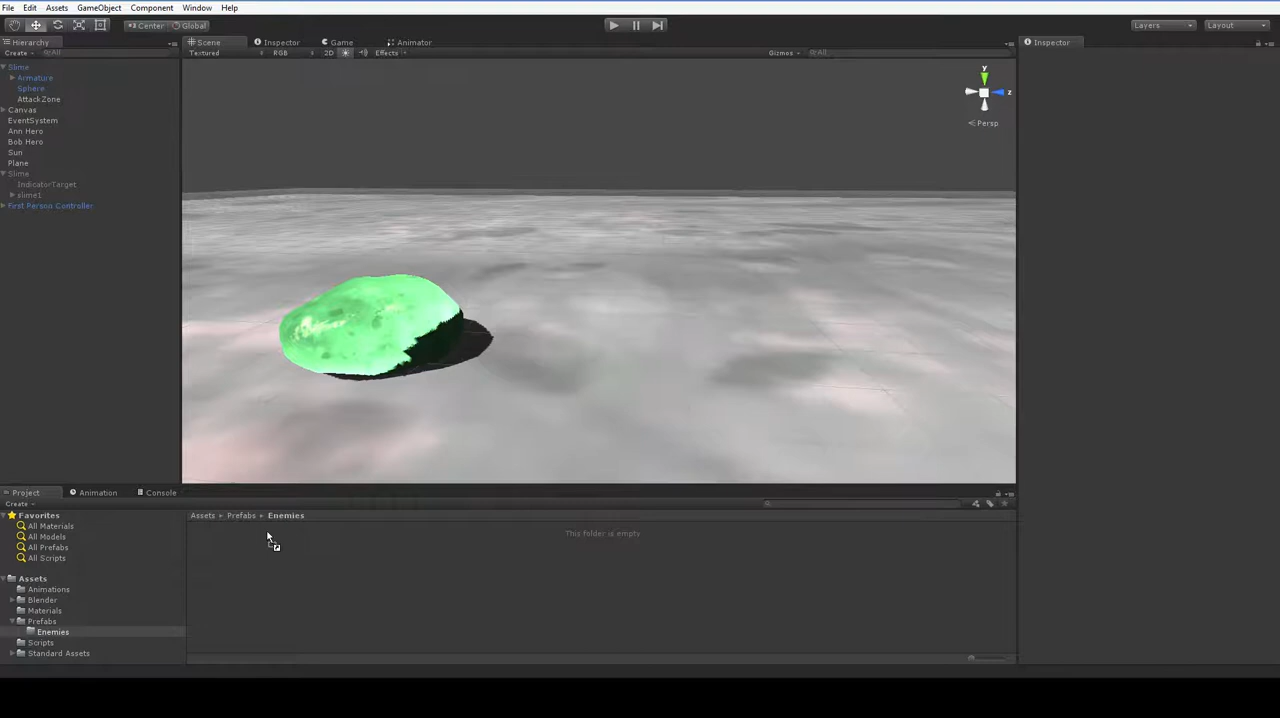 File Edit Assets GameObject Component Window Help
Center Global Layers Layout
Hierarchy Scene Inspector Game Animator Inspector
Create All Textured RGB 2D Effects Gizmos All
Slime
Armature
Sphere
AttackZone
Canvas
EventSystem
Ann Hero
Bob Hero
Sun
Plane
Slime
IndicatorTarget
slime1
First Person Controller
y
z
Persp
Project Animation Console
Create
Favorites
All Materials
All Models
All Prefabs
All Scripts
Assets
Animations
Blender
Materials
Prefabs
Enemies
Scripts
Standard Assets
Assets Prefabs Enemies
This folder is empty